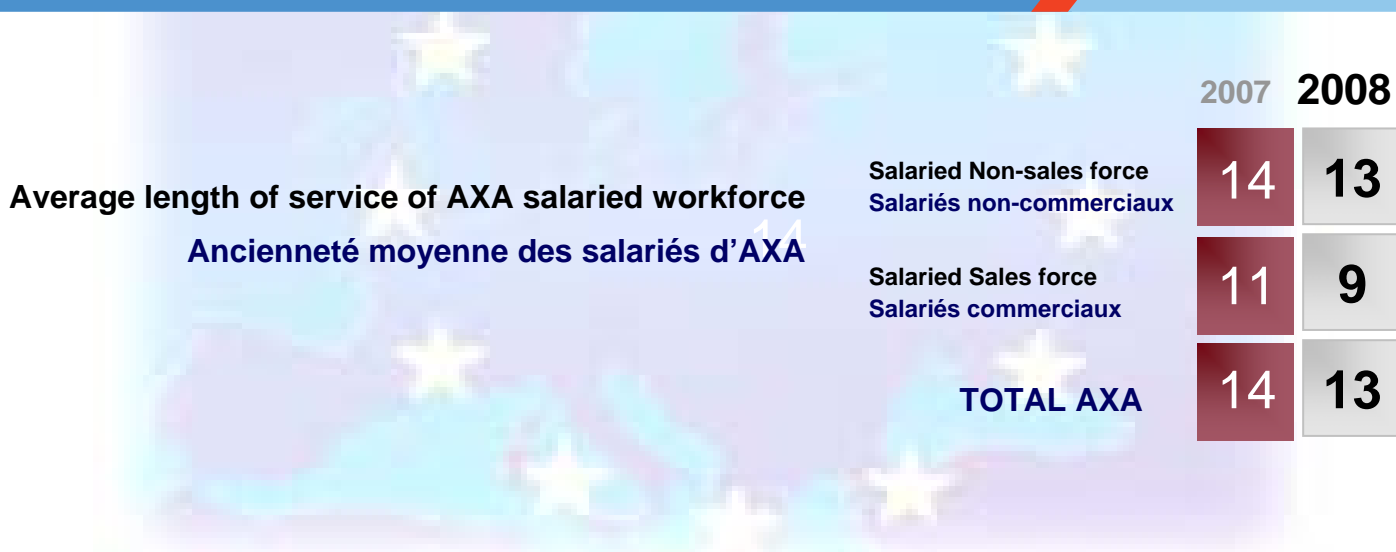 2007 2008
Average length of service of AXA salaried workforce
Ancienneté moyenne des salariés d'AXA
14
Salaried Non-sales force
Salariés non-commerciaux
14 13
Salaried Sales force
Salariés commerciaux
11 9
TOTAL AXA 14 13